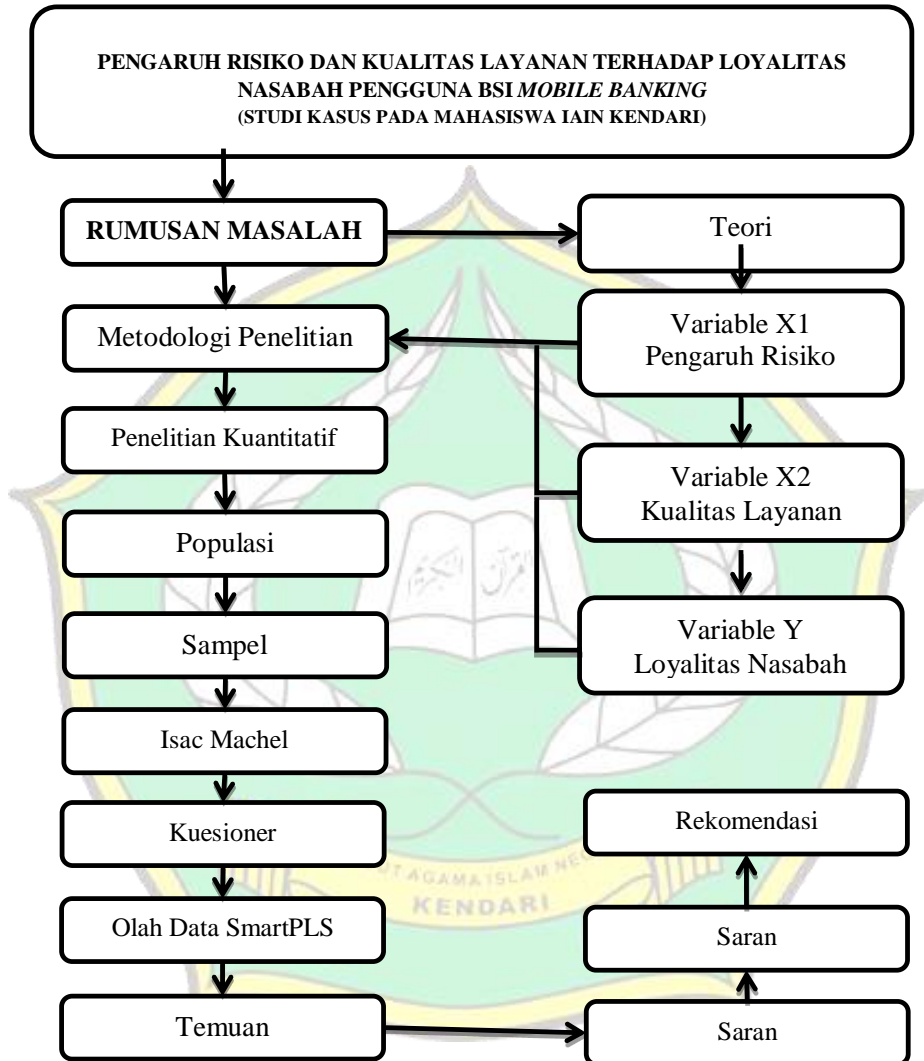 PENGARUH RISIKO DAN KUALITAS LAYANAN TERHADAP LOYALITAS
NASABAH PENGGUNA BSI MOBILE BANKING
(STUDI KASUS PADA MAHASISWA IAIN KENDARI)
RUMUSAN MASALAH
Teori
Metodologi Penelitian
Variable X1
Pengaruh Risiko
Penelitian Kuantitatif
Variable X2
Kualitas Layanan
Populasi
Sampel
Variable Y
Loyalitas Nasabah
Isac Machel
Kuesioner
Rekomendasi
AGAMA ISLAM
KENDARI
Olah Data SmartPLS
Saran
Temuan
Saran